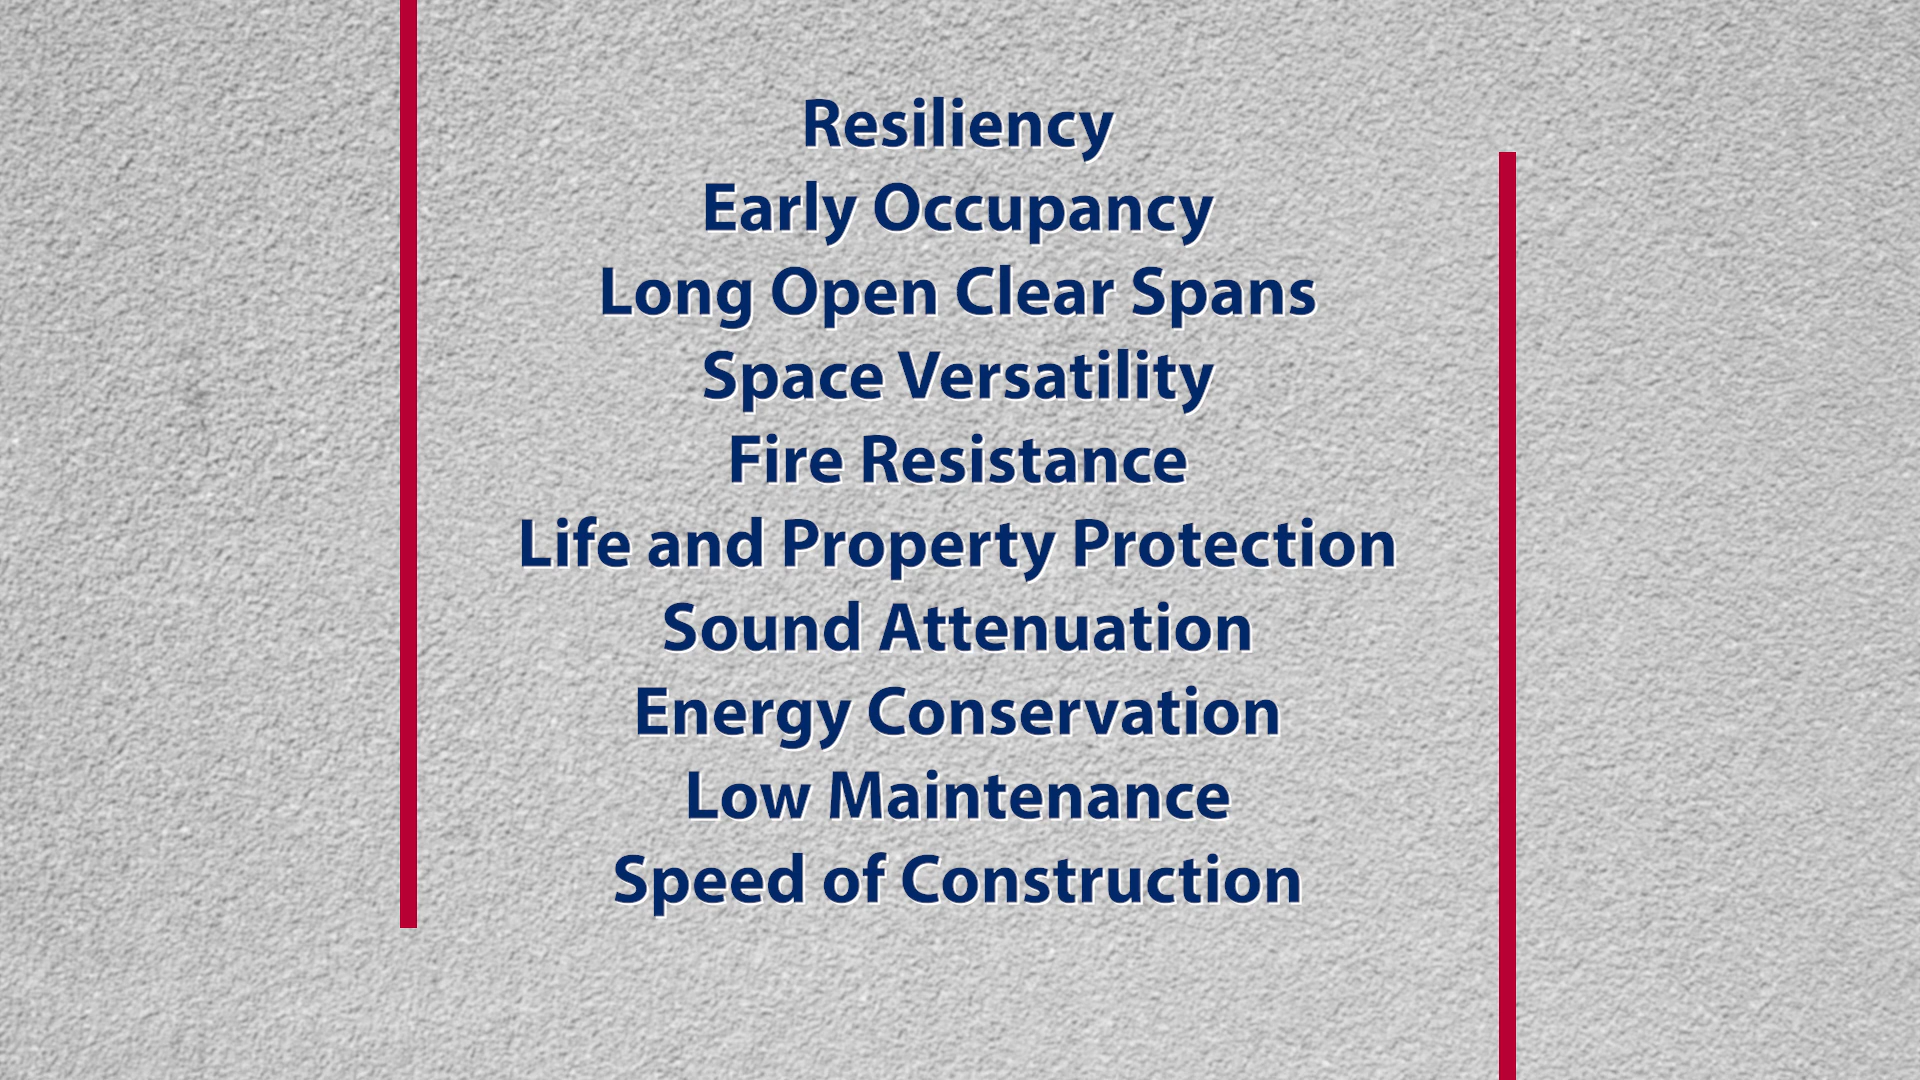 Resiliency
Early Occupancy
Long Open Clear Spans
Space Versatility
Fire Resistance
Life and Property Protection
Sound Attenuation
Energy Conservation
Low Maintenance
Speed of Construction